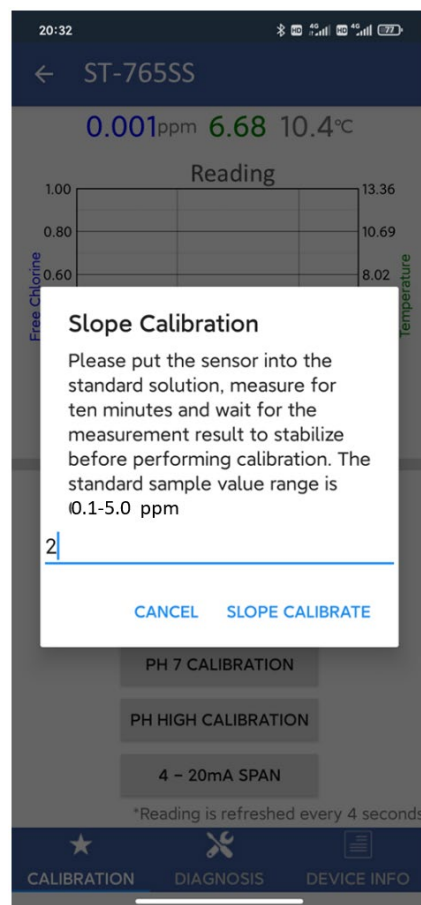 20:32
4G
4G
77
ST-765SS
0.001ppm 6.68 10.4℃
Reading
1.00
13.36
0.80
10.69
0.60
8.02
Free Chlorine
Temperature
Slope Calibration
Please put the sensor into the
standard solution, measure for
ten minutes and wait for the
measurement result to stabilize
before performing calibration. The
standard sample value range is
0.1-5.0 ppm
2
CANCEL SLOPE CALIBRATE
PH 7 CALIBRATION
PH HIGH CALIBRATION
4 – 20mA SPAN
*Reading is refreshed every 4 seconds
CALIBRATION DIAGNOSIS DEVICE INFO